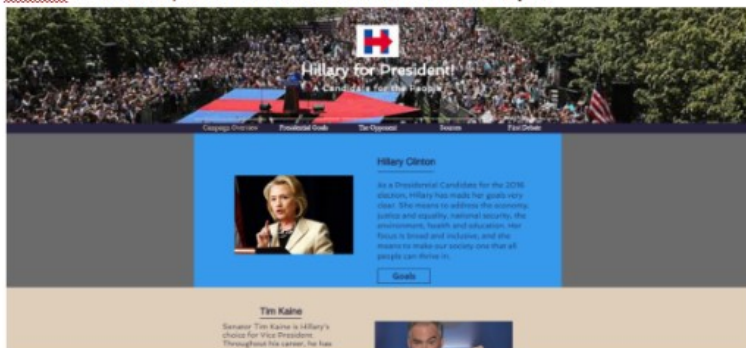 H
Hillary for President!
A Candidate for the People
Campaign Overview Presidential Goals The Opponent Sources First Debate
Hillary Clinton
As a Presidential Candidate for the 2016
election, Hillary has made her goals very
clear. She means to address the economy,
justice and equality, national security, the
environment, health and education. Her
focus is broad and inclusive, and she
means to make our society one that all
people can thrive in.
Goals
Tim Kaine
Senator Tim Kaine is Hillary's
choice for Vice President.
Throughout his career, he has